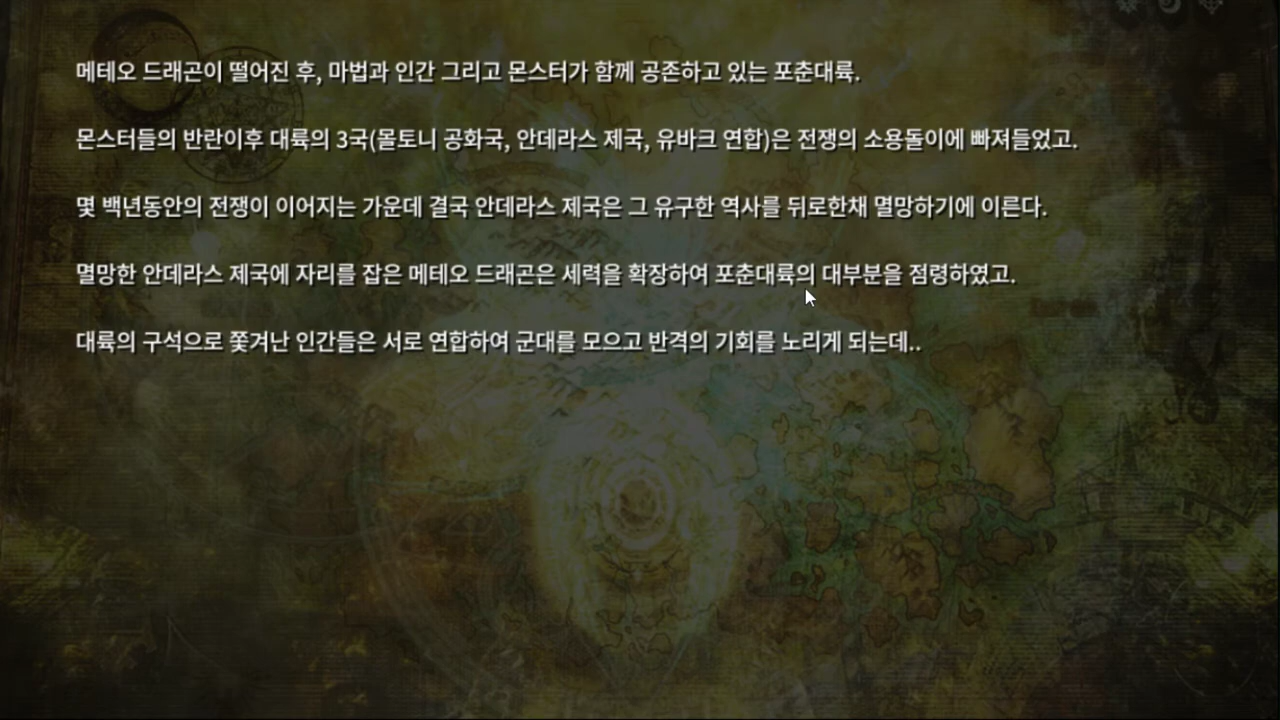 메테오 드래곤이 떨어진 후, 마법과 인간 그리고 몬스터가 함께 공존하고 있는 포춘대륙.
몬스터들의 반란이후 대륙의 3국(몰토니 공화국, 안데라스 제국, 유바크 연합)은 전쟁의 소용돌이에 빠져들었고.
몇 백년동안의 전쟁이 이어지는 가운데 결국 안데라스 제국은 그 유구한 역사를 뒤로한채 멸망하기에 이른다.
멸망한 안데라스 제국에 자리를 잡은 메테오 드래곤은 세력을 확장하여 포춘대륙의 대부분을 점령하였고.
대륙의 구석으로 쫓겨난 인간들은 서로 연합하여 군대를 모으고 반격의 기회를 노리게 되는데..